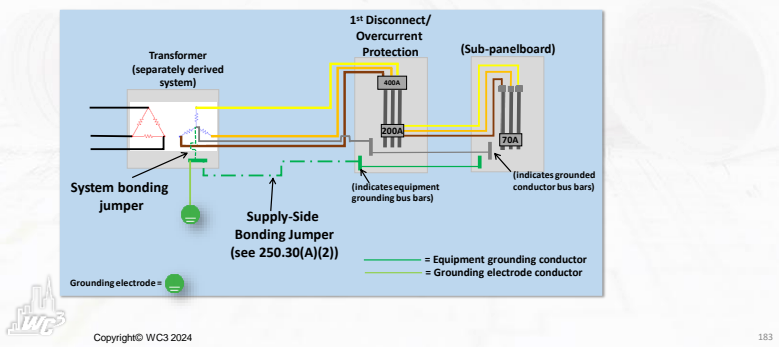 1st Disconnect/
Overcurrent
Protection
Transformer
(separately derived
system)
(Sub-panelboard)
400A
200A
70A
System bonding
jumper
(indicates equipment
grounding bus bars)
(indicates grounded
conductor bus bars)
Supply-Side
Bonding Jumper
(see 250.30(A)(2))
= Equipment grounding conductor
= Grounding electrode conductor
Grounding electrode =
WC3
Copyright© WC3 2024
183